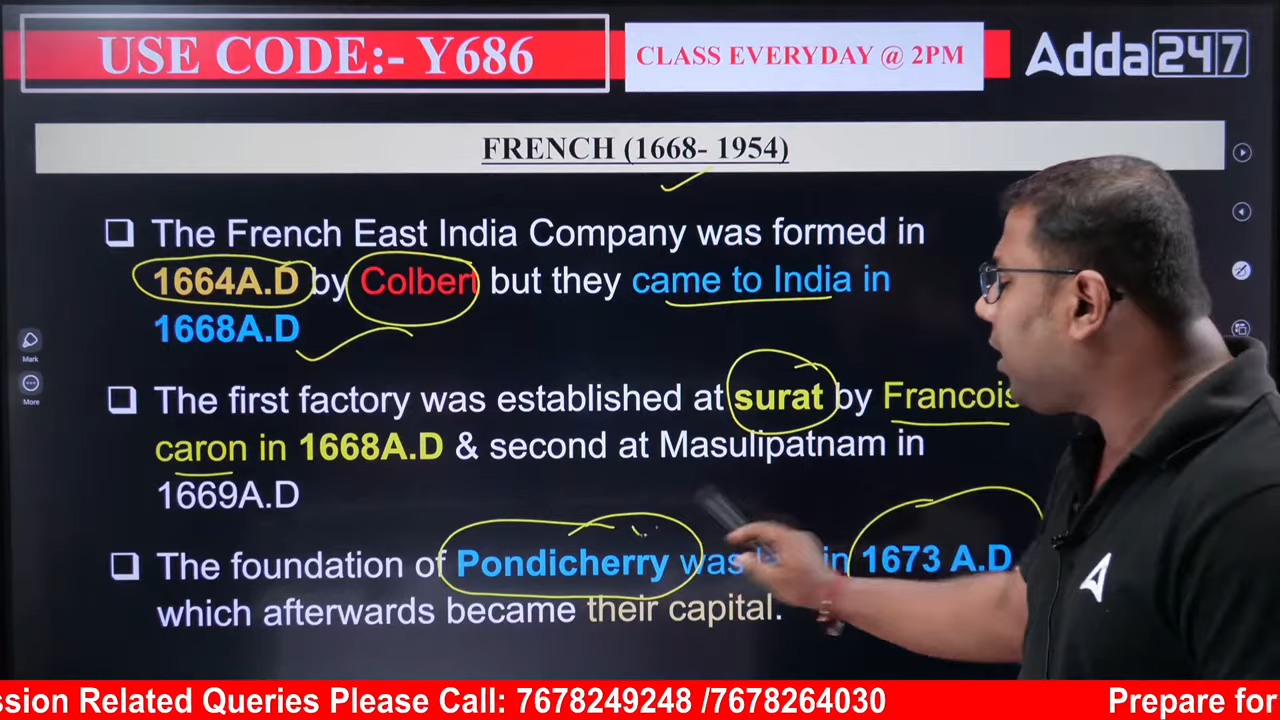 USE CODE:- Y686
CLASS EVERYDAY @ 2PM
Adda247
FRENCH (1668- 1954)
The French East India Company was formed in
1664A.D by Colbert but they came to India in
1668A.D
The first factory was established at surat by Francois
caron in 1668A.D & second at Masulipatnam in
1669A.D
The foundation of Pondicherry was in 1673 A.D.
which afterwards became their capital.
Mark
More
ssion Related Queries Please Call: 7678249248 /7678264030
Prepare for